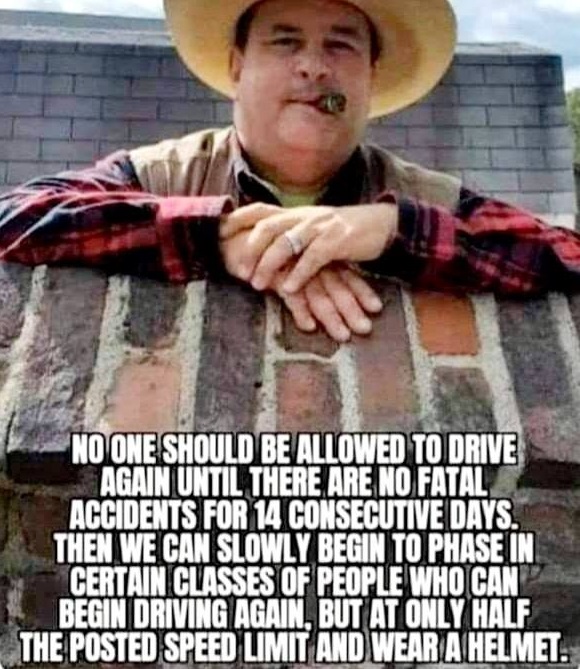 NO ONE SHOULD BE ALLOWED TO DRIVE
AGAIN UNTIL THERE ARE NO FATAL
ACCIDENTS FOR 14 CONSECUTIVE DAYS.
THEN WE CAN SLOWLY BEGIN TO PHASE IN
CERTAIN CLASSES OF PEOPLE WHO CAN
BEGIN DRIVING AGAIN, BUT AT ONLY HALF
THE POSTED SPEED LIMIT AND WEAR A HELMET.